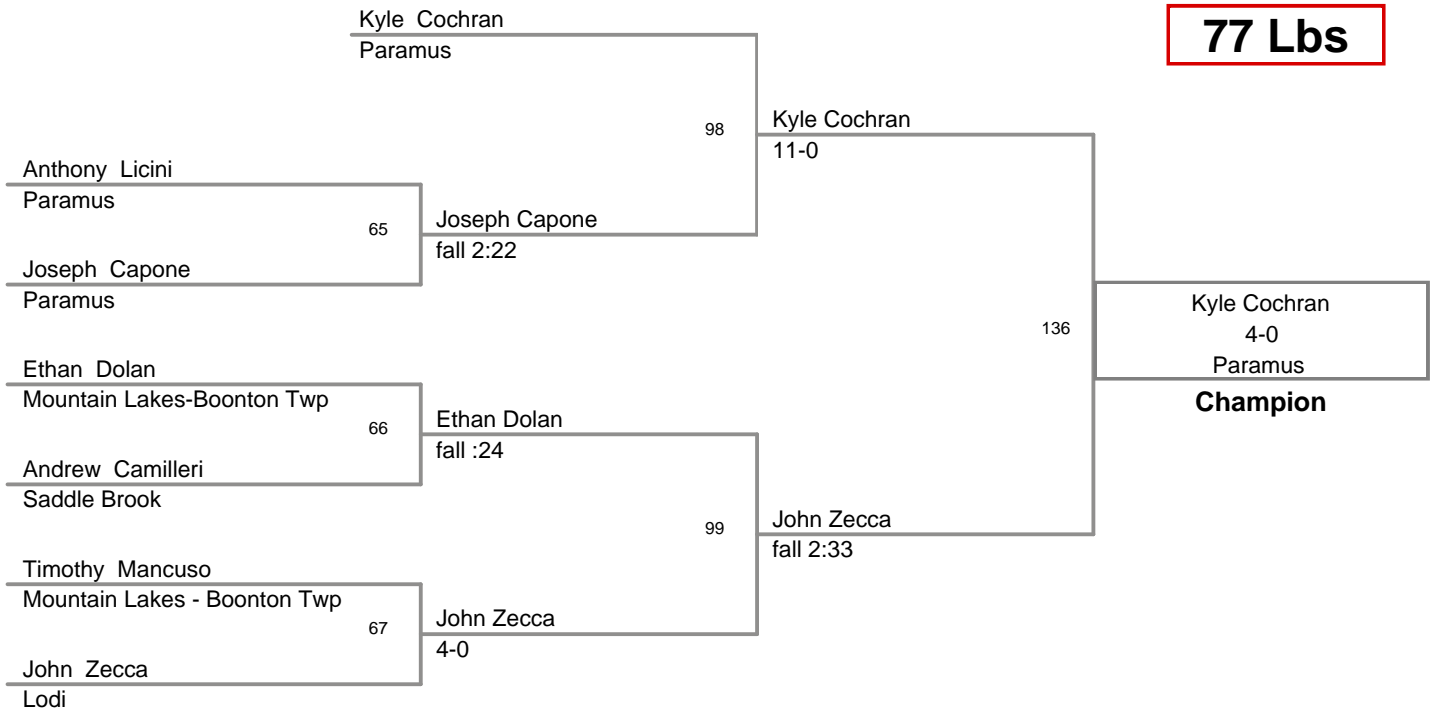 Kyle Cochran
Paramus
77 Lbs
98
Kyle Cochran
11-0
Anthony Licini
Paramus
65
Joseph Capone
fall 2:22
Joseph Capone
Paramus
136
Kyle Cochran
4-0
Paramus
Champion
Ethan Dolan
Mountain Lakes-Boonton Twp
66
Ethan Dolan
fall :24
Andrew Camilleri
Saddle Brook
99
John Zecca
fall 2:33
Timothy Mancuso
Mountain Lakes - Boonton Twp
67
John Zecca
4-0
John Zecca
Lodi